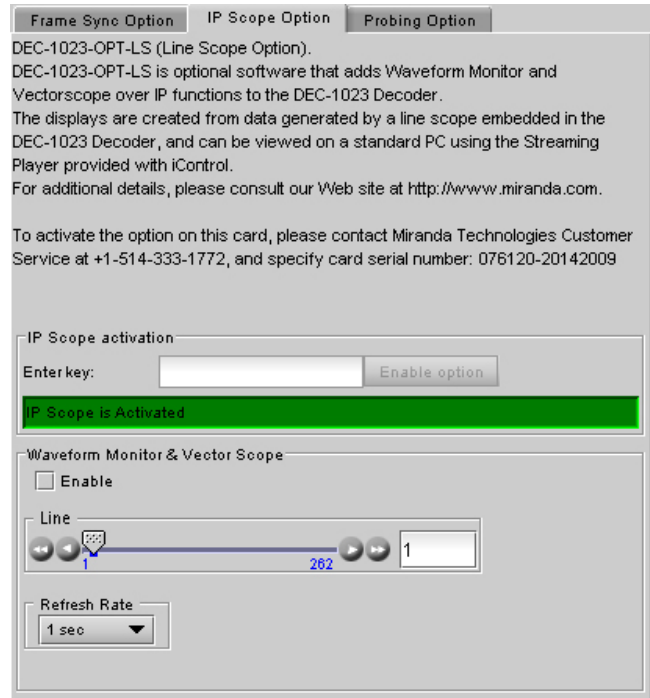 Frame Sync Option IP Scope Option Probing Option
DEC-1023-OPT-LS (Line Scope Option).
DEC-1023-OPT-LS is optional software that adds Waveform Monitor and
Vectorscope over IP functions to the DEC-1023 Decoder.
The displays are created from data generated by a line scope embedded in the
DEC-1023 Decoder, and can be viewed on a standard PC using the Streaming
Player provided with iControl.
For additional details, please consult our Web site at http://www.miranda.com.
To activate the option on this card, please contact Miranda Technologies Customer
Service at +1-514-333-1772, and specify card serial number: 076120-20142009
IP Scope activation
Enter key: Enable option
IP Scope is Activated
Waveform Monitor & Vector Scope
Enable
Line
1 262 1
Refresh Rate
1 sec